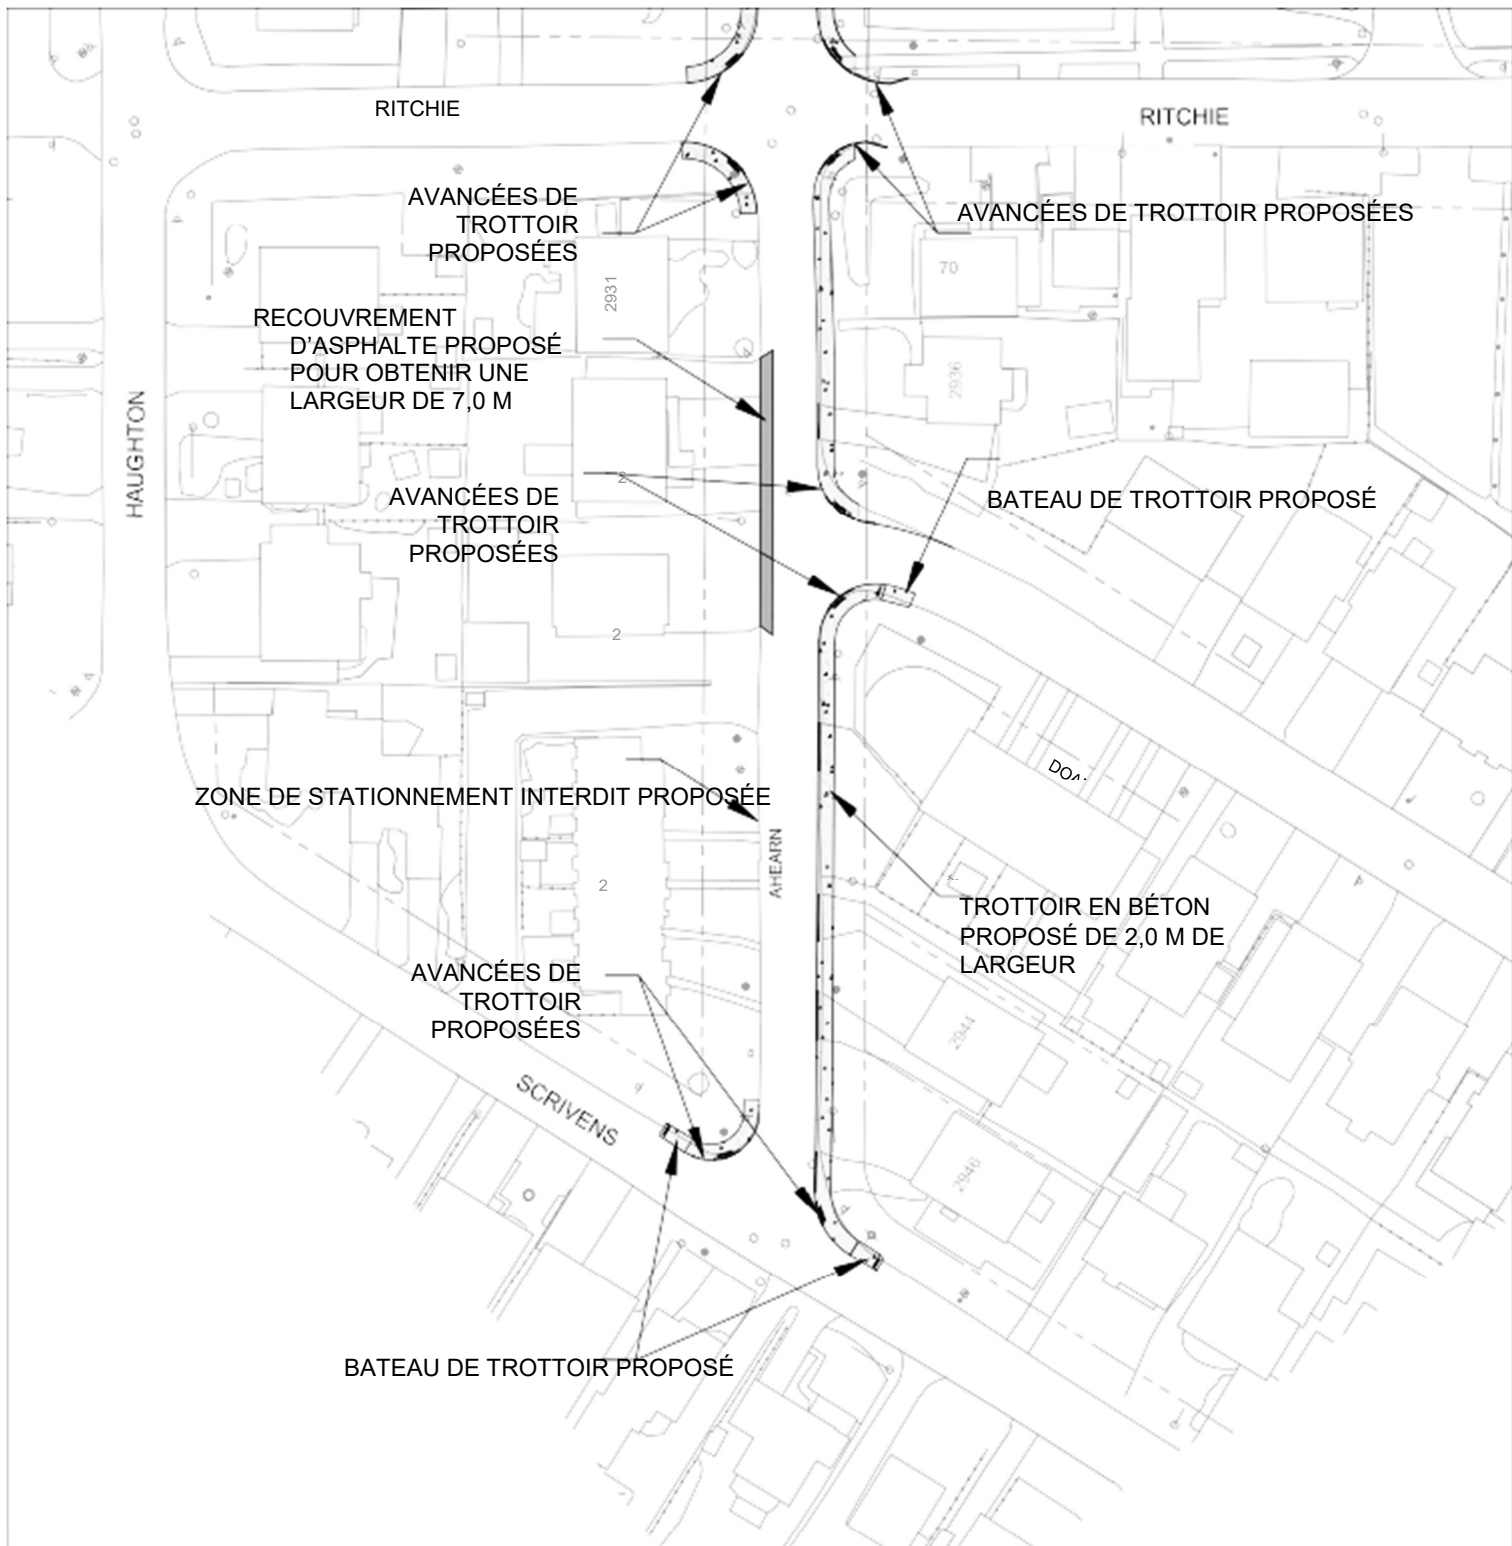 RITCHIE
RITCHIE
AVANCÉES DE
TROTTOIR
PROPOSÉES
AVANCÉES DE TROTTOIR PROPOSÉES
2931
70
RECOUVREMENT
D’ASPHALTE PROPOSÉ
POUR OBTENIR UNE
LARGEUR DE 7,0 M
2936
HAUGHTON
2
AVANCÉES DE
TROTTOIR
PROPOSÉES
BATEAU DE TROTTOIR PROPOSÉ
2
ZONE DE STATIONNEMENT INTERDIT PROPOSÉE
AHEARN
2
TROTTOIR EN BÉTON
PROPOSÉ DE 2,0 M DE
LARGEUR
AVANCÉES DE
TROTTOIR
PROPOSÉES
2944
SCRIVENS
2946
BATEAU DE TROTTOIR PROPOSÉ